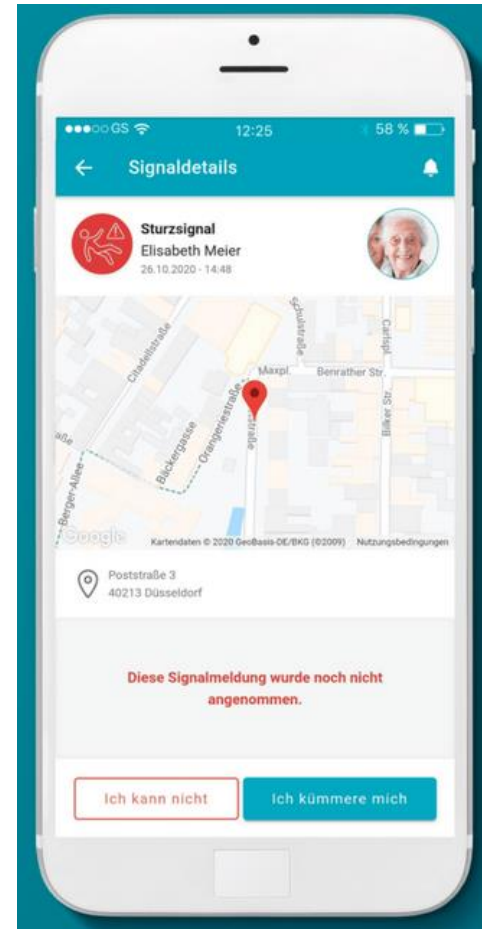 GS
12:25
58 %
Signaldetails
Sturzsignal
Elisabeth Meier
26.10.2020 - 14:48
Schulstraße
Carlspl.
Citadellstraße
Maxpl.
Benrather Str.
Orangeriestraße
Bäckergasse
straße
Bilker Str.
aße
Berger-Allee
Google
Kartendaten © 2020 GeoBasis-DE/BKG (©2009)
Nutzungsbedingungen
Poststraße 3
40213 Düsseldorf
Diese Signalmeldung wurde noch nicht
angenommen.
Ich kann nicht
Ich kümmere mich